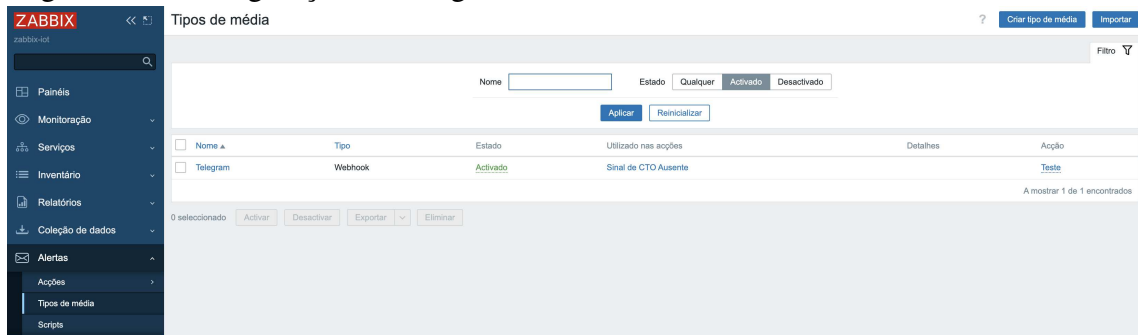 ZABBIX
Tipos de média
? Criar tipo de média Importar
zabbix-iot
Filtro
Nome Estado Qualquer Activado Desactivado
Painéis
Aplicar Reinicializar
Monitoração
Serviços
Nome Tipo Estado Utilizado nas acções Detalhes Acção
Telegram Webhook Activado Sinal de CTO Ausente Teste
Inventário
A mostrar 1 de 1 encontrados
Relatórios
0 seleccionado Activar Desactivar Exportar Eliminar
Coleção de dados
Alertas
Acções
Tipos de média
Scripts